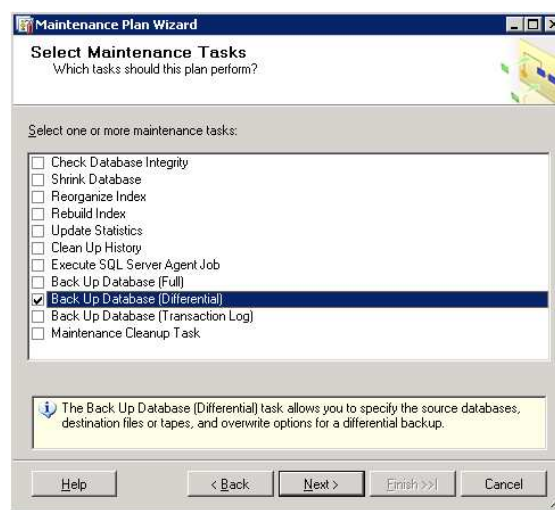 Maintenance Plan Wizard
Select Maintenance Tasks
Which tasks should this plan perform?
Select one or more maintenance tasks:
Check Database Integrity
Shrink Database
Reorganize Index
Rebuild Index
Update Statistics
Clean Up History
Execute SQL Server Agent Job
Back Up Database (Full)
Back Up Database (Differential)
Back Up Database (Transaction Log)
Maintenance Cleanup Task
The Back Up Database (Differential) task allows you to specify the source databases,
destination files or tapes, and overwrite options for a differential backup.
Help < Back Next > Finish >>| Cancel